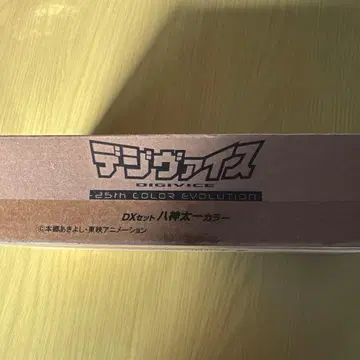 デジヴァイス
DIGIVICE
25th COLOR EVOLUTION
DXセット 八神太一カラー
©本郷あきよし・東映アニメーション